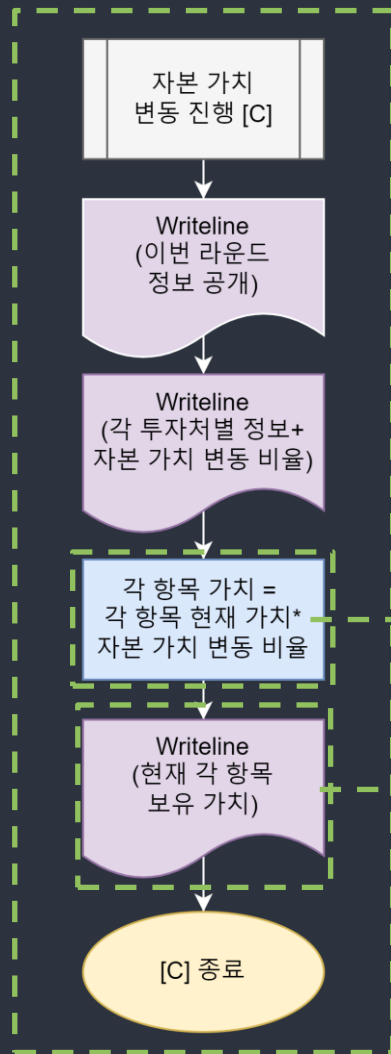 자본 가치
변동 진행 [C]
Writeline
(이번 라운드
정보 공개)
Writeline
(각 투자처별 정보+
자본 가치 변동 비율)
각 항목 가치 =
각 항목 현재 가치*
자본 가치 변동 비율
Writeline
(현재 각 항목
보유 가치)
[C] 종료